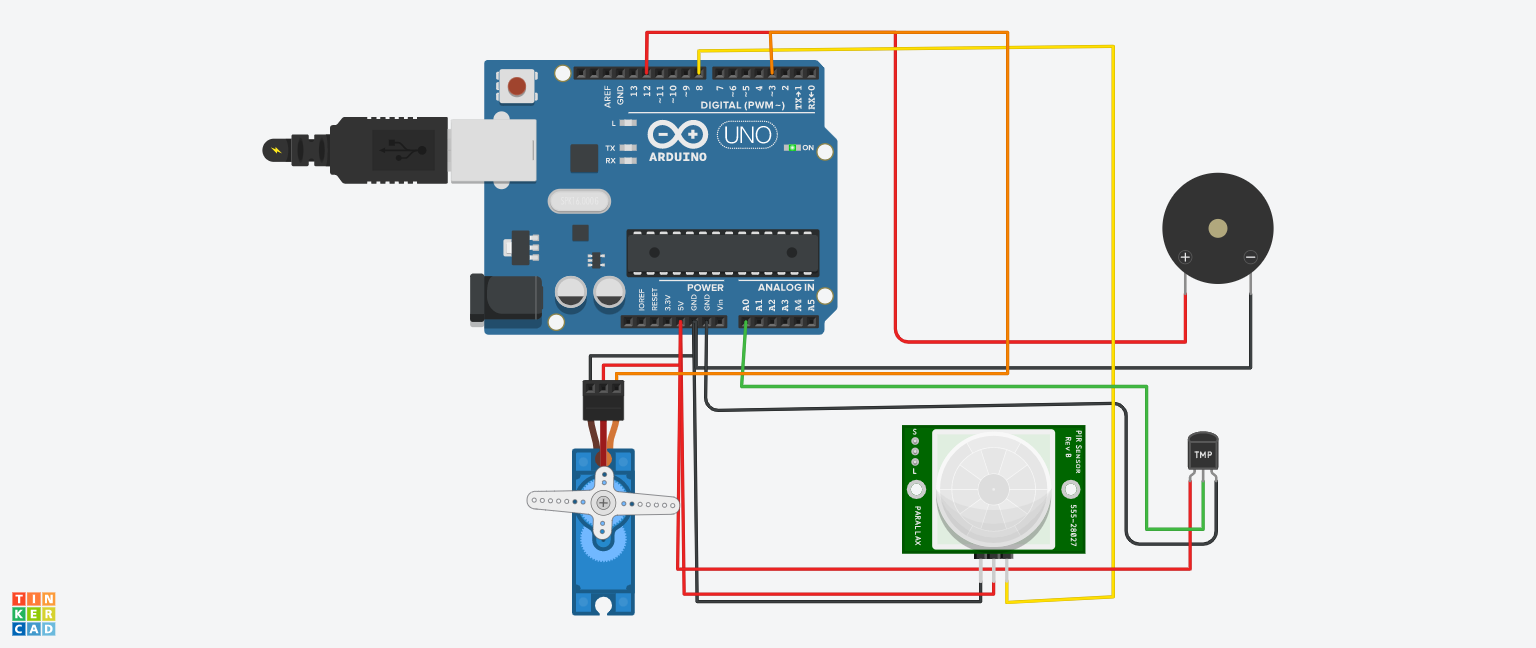 AREF
GND
13
12
~11
~10
~9
8
7
~6
~5
4
~3
2
TX→1
RX←0
DIGITAL (PWM~)
L
TX
RX
ARDUINO
UNO
ON
POWER
ANALOG IN
IOREF
RESET
3.3V
5V
GND
GND
Vin
A0
A1
A2
A3
A4
A5
+
−
S
L
PIR SENSOR
REV B
PARALLAX
555-28027
TMP
TIN
KER
CAD